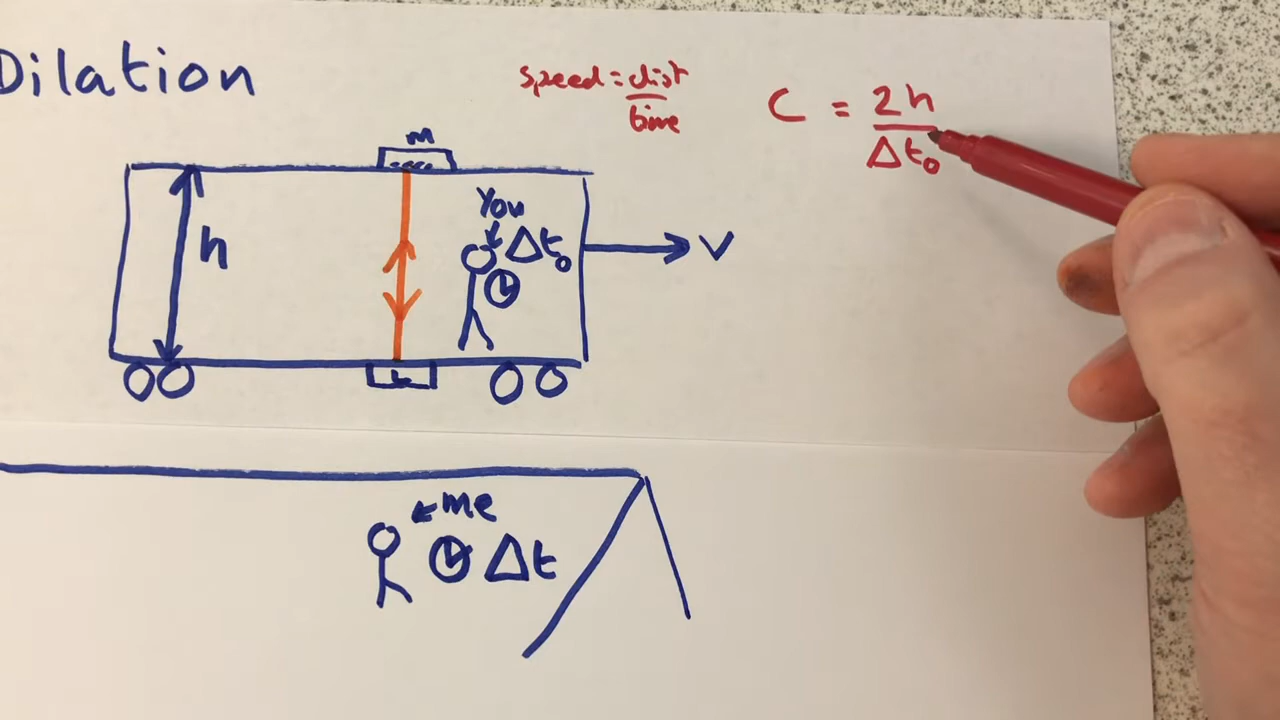 Dilation
speed = dist
time
C = 2h
Δt₀
m
You
Δt₀
h
V
L
me
Δt